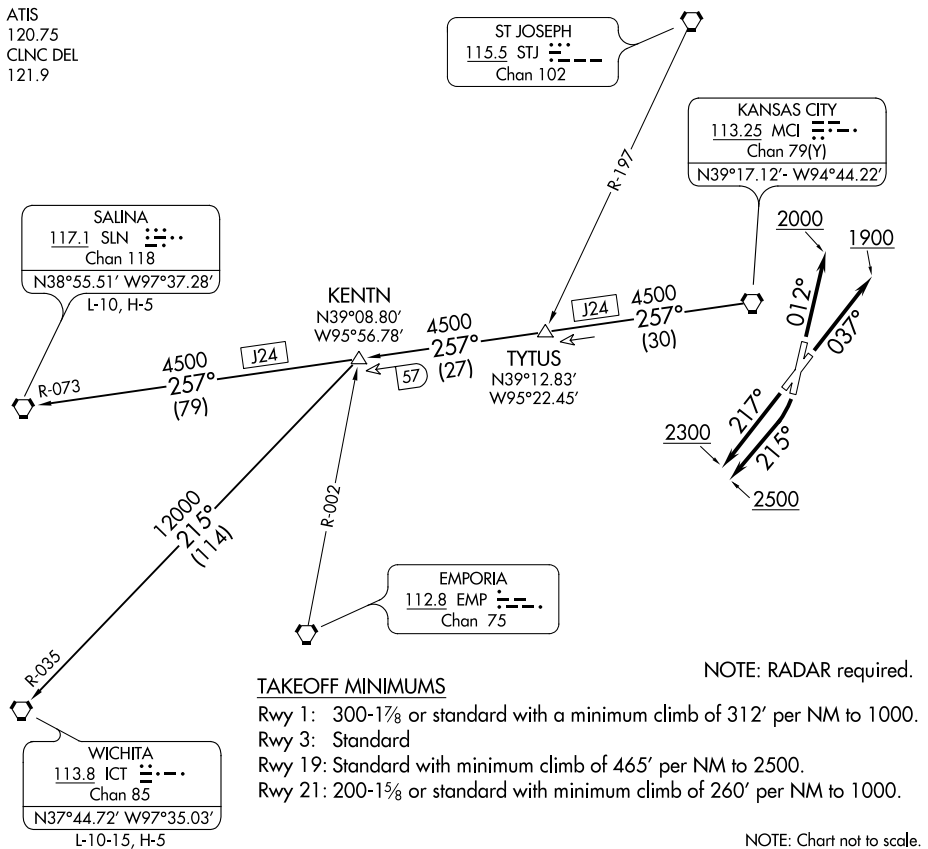 ATIS
120.75
CLNC DEL
121.9
ST JOSEPH
115.5 STJ
Chan 102
KANSAS CITY
113.25 MCI
Chan 79(Y)
N39°17.12'- W94°44.22'
R-197
SALINA
117.1 SLN
Chan 118
N38°55.51' W97°37.28'
L-10, H-5
2000
1900
012°
037°
KENTN
N39°08.80'
W95°56.78'
J24
4500
257°
(30)
4500
257°
(27)
57
TYTUS
N39°12.83'
W95°22.45'
4500
J24
257°
(79)
R-073
217°
215°
2300
2500
12000
215°
(114)
R-002
EMPORIA
112.8 EMP
Chan 75
R-035
NOTE: RADAR required.
TAKEOFF MINIMUMS
Rwy 1: 300-1⅞ or standard with a minimum climb of 312' per NM to 1000.
Rwy 3: Standard
Rwy 19: Standard with minimum climb of 465' per NM to 2500.
Rwy 21: 200-1⅝ or standard with minimum climb of 260' per NM to 1000.
WICHITA
113.8 ICT
Chan 85
N37°44.72' W97°35.03'
L-10-15, H-5
NOTE: Chart not to scale.